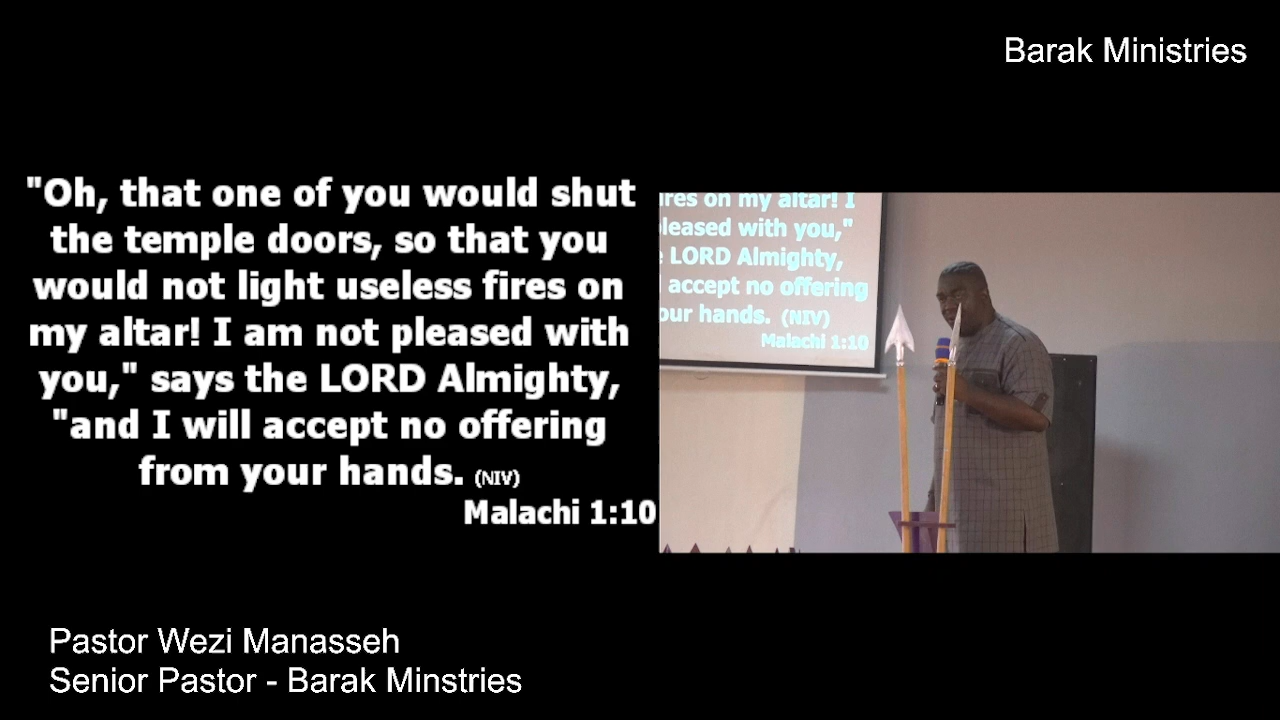 Barak Ministries
"Oh, that one of you would shut
the temple doors, so that you
would not light useless fires on
my altar! I am not pleased with
you," says the LORD Almighty,
"and I will accept no offering
from your hands. (NIV)
Malachi 1:10
on my altar! I
with you,"
LORD Almighty,
accept no offering
hands. (NIV)
Malachi 1:10
Pastor Wezi Manasseh
Senior Pastor - Barak Minstries